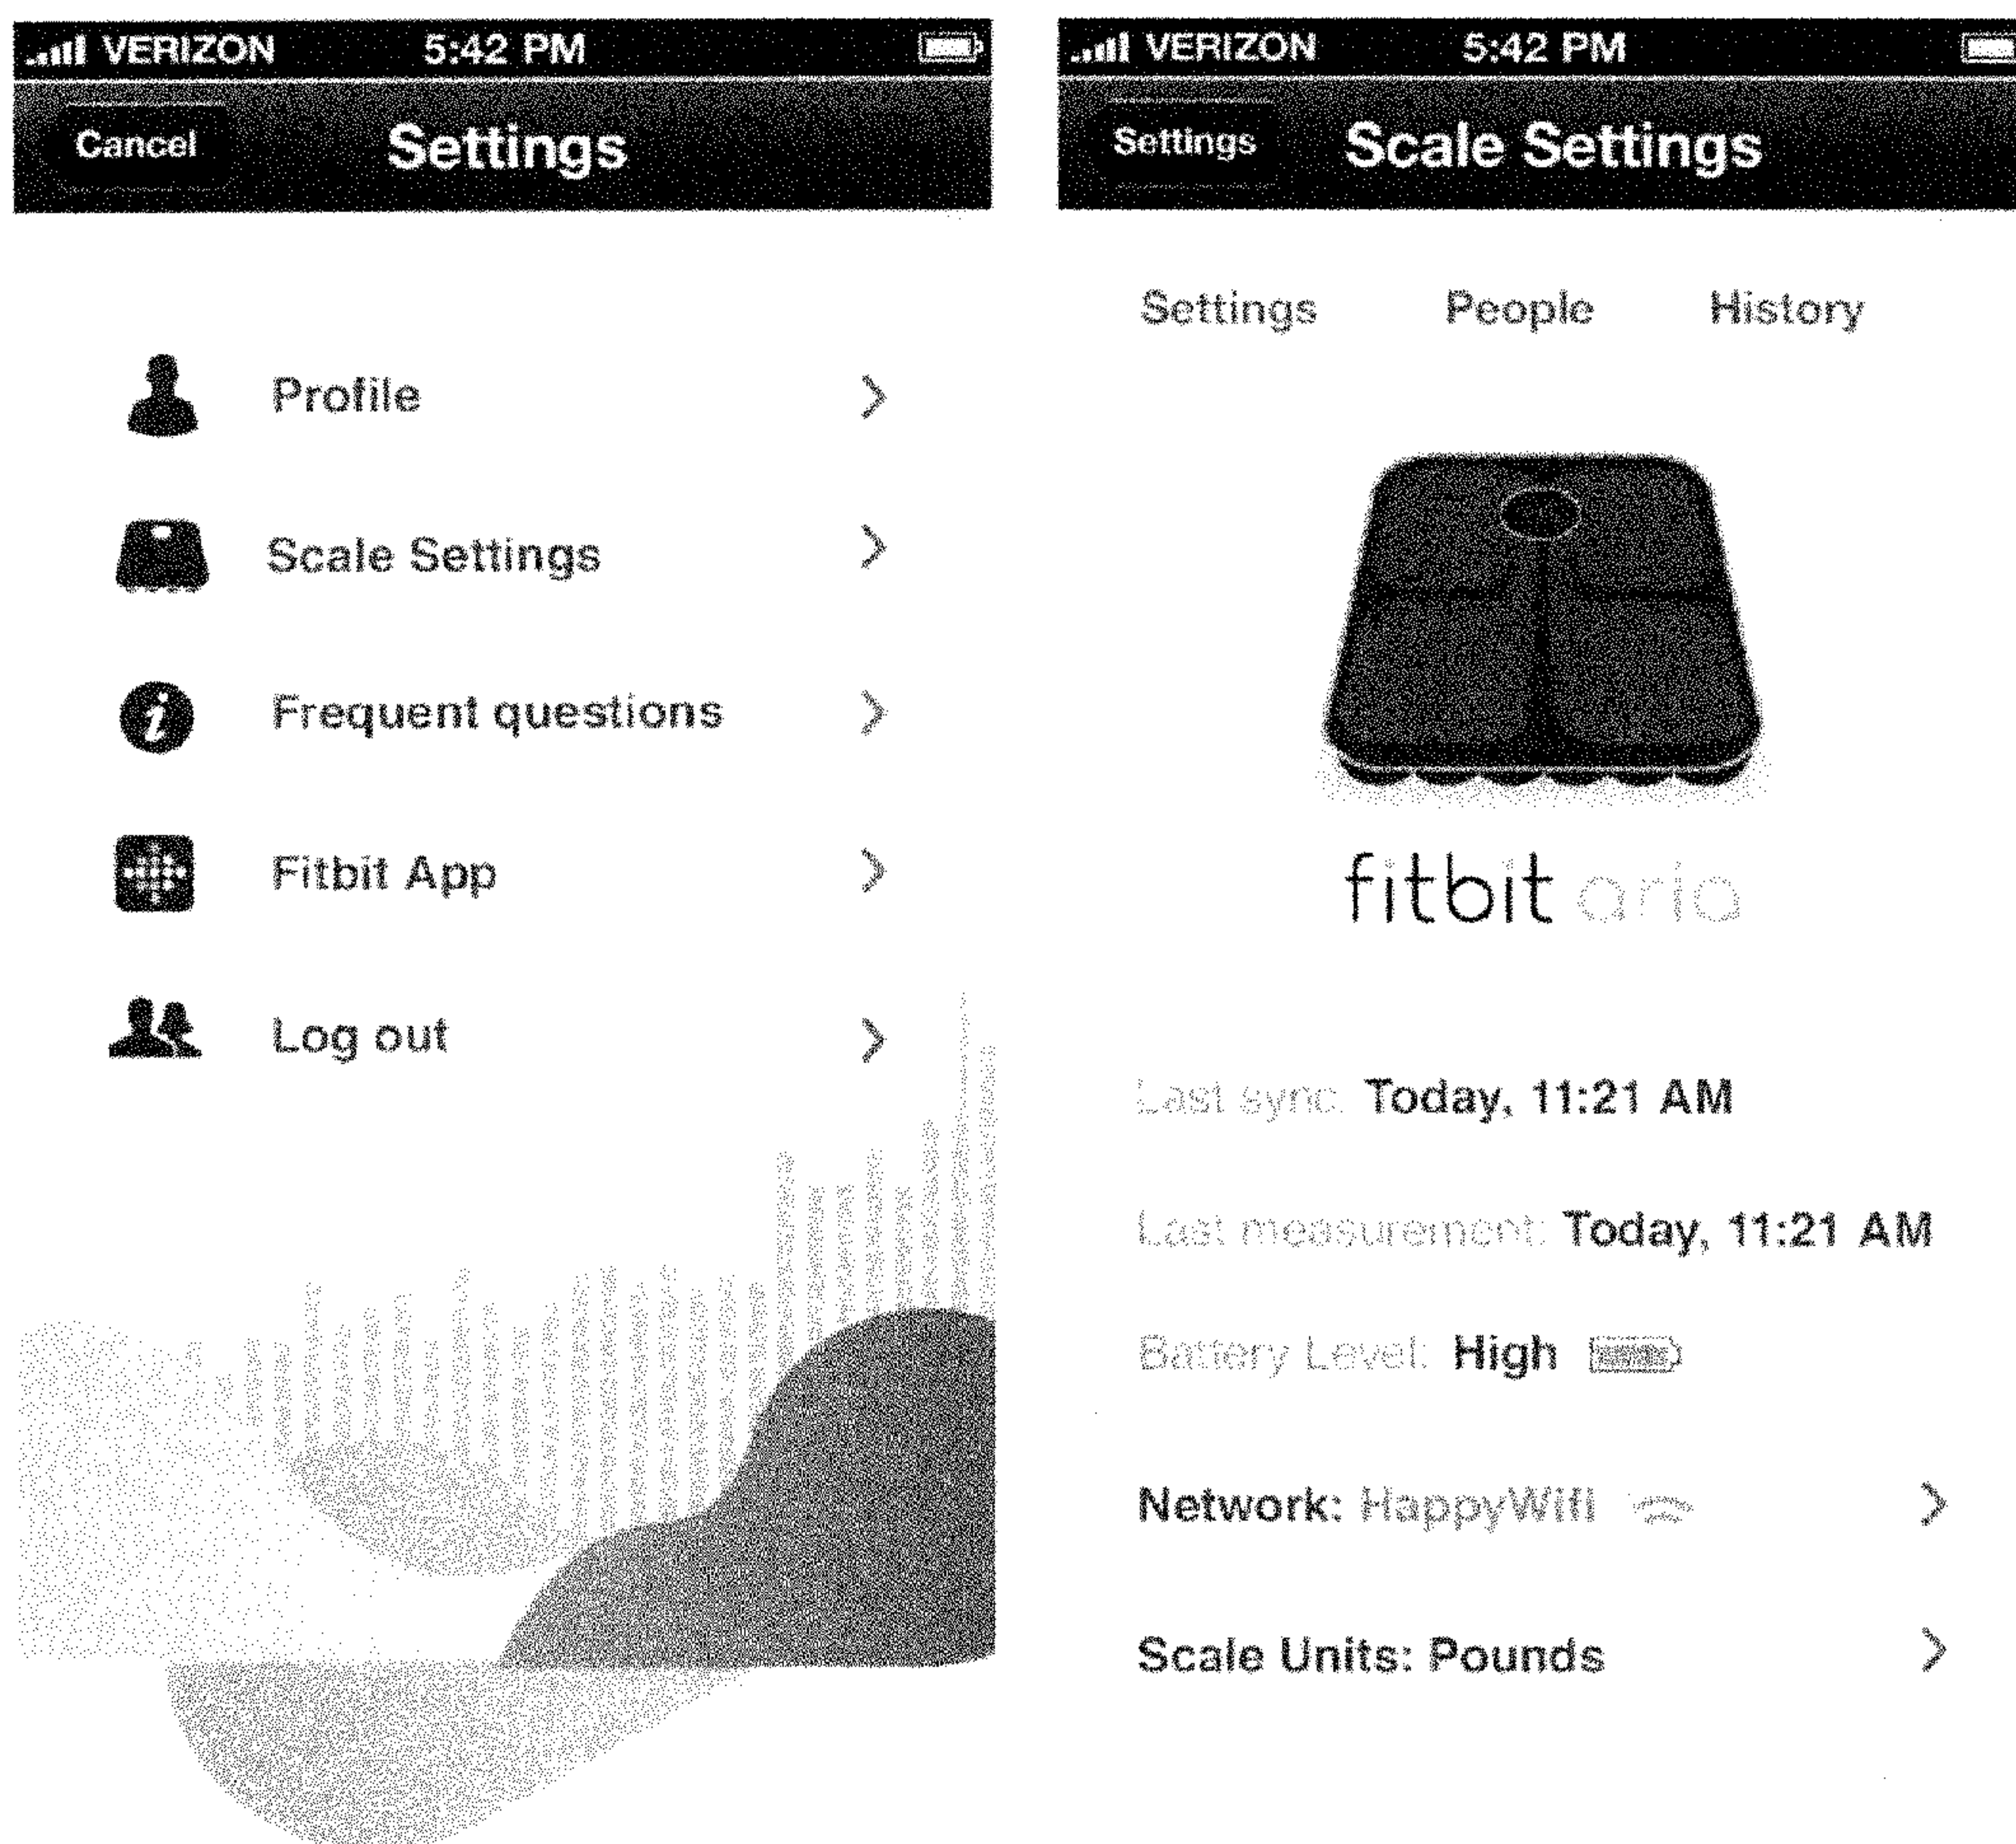 VERIZON 5:42 PM
Cancel Settings
Profile
Scale Settings
Frequent questions
Fitbit App
Log out
VERIZON 5:42 PM
Settings Scale Settings
Settings People History
fitbit aria
Last sync: Today, 11:21 AM
Last measurement: Today, 11:21 AM
Battery Level: High
Network: HappyWifi
Scale Units: Pounds